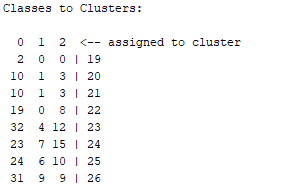 Classes to Clusters:
0 1 2 <-- assigned to cluster
2 0 0 | 19
10 1 3 | 20
10 1 3 | 21
19 0 8 | 22
32 4 12 | 23
23 7 15 | 24
24 6 10 | 25
31 9 9 | 26